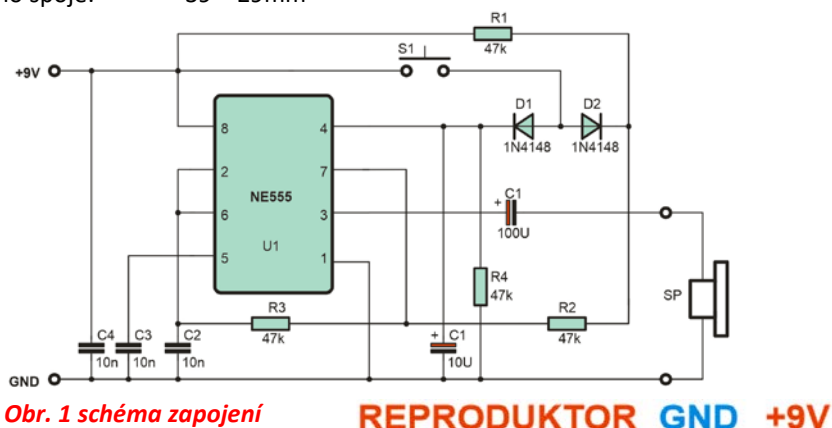 39 × 25mm
R1
47k
S1
+9V
D1 D2
1N4148 1N4148
8 4
2 7
NE555
6 3
U1
5 1
+ C1
100U
R4
47k
SP
R3
47k
R2
47k
C4 C3 C2
10n 10n 10n
+ C1
10U
GND
Obr. 1 schéma zapojení
REPRODUKTOR GND +9V